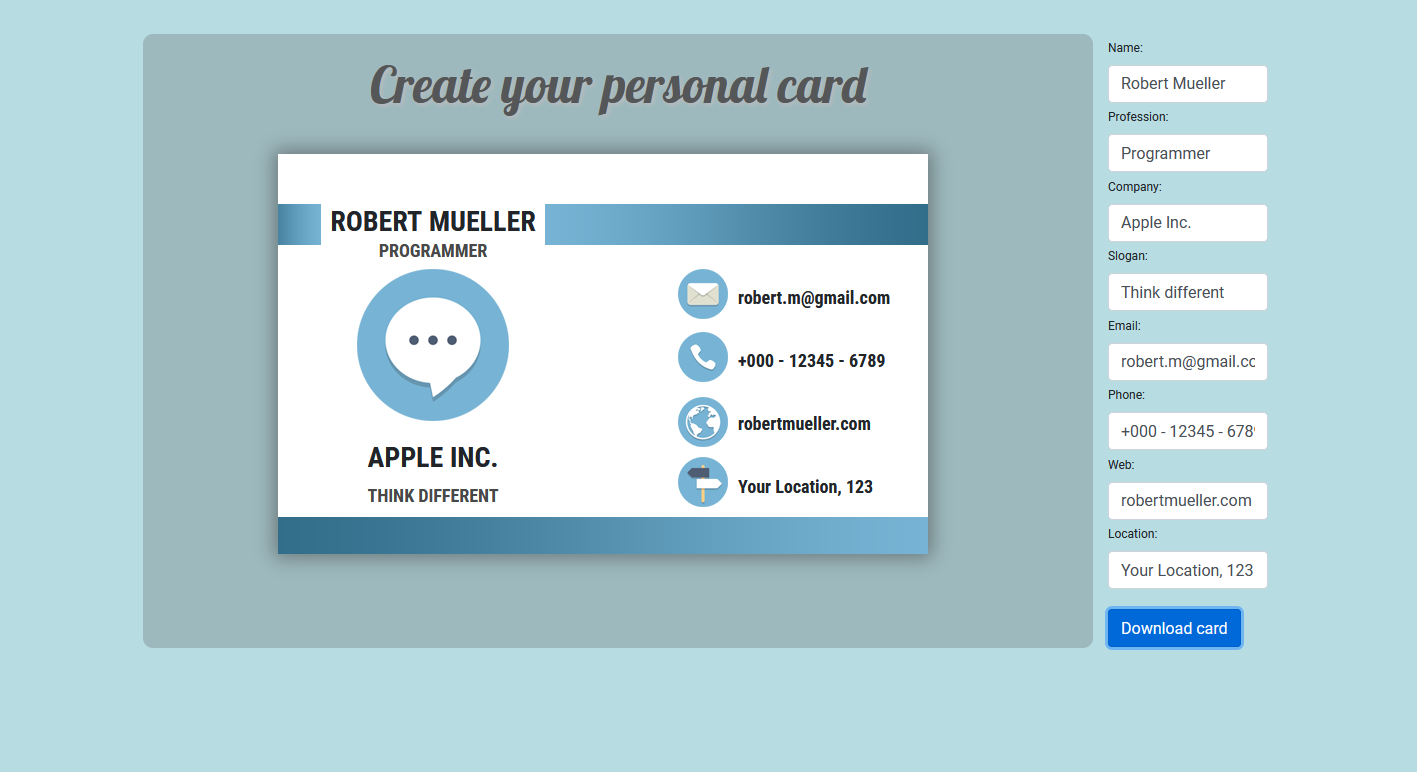 Create your personal card
ROBERT MUELLER
PROGRAMMER
APPLE INC.
THINK DIFFERENT
robert.m@gmail.com
+000 - 12345 - 6789
robertmueller.com
Your Location, 123
Name:
Robert Mueller
Profession:
Programmer
Company:
Apple Inc.
Slogan:
Think different
Email:
robert.m@gmail.cc
Phone:
+000 - 12345 - 678
Web:
robertmueller.com
Location:
Your Location, 123
Download card